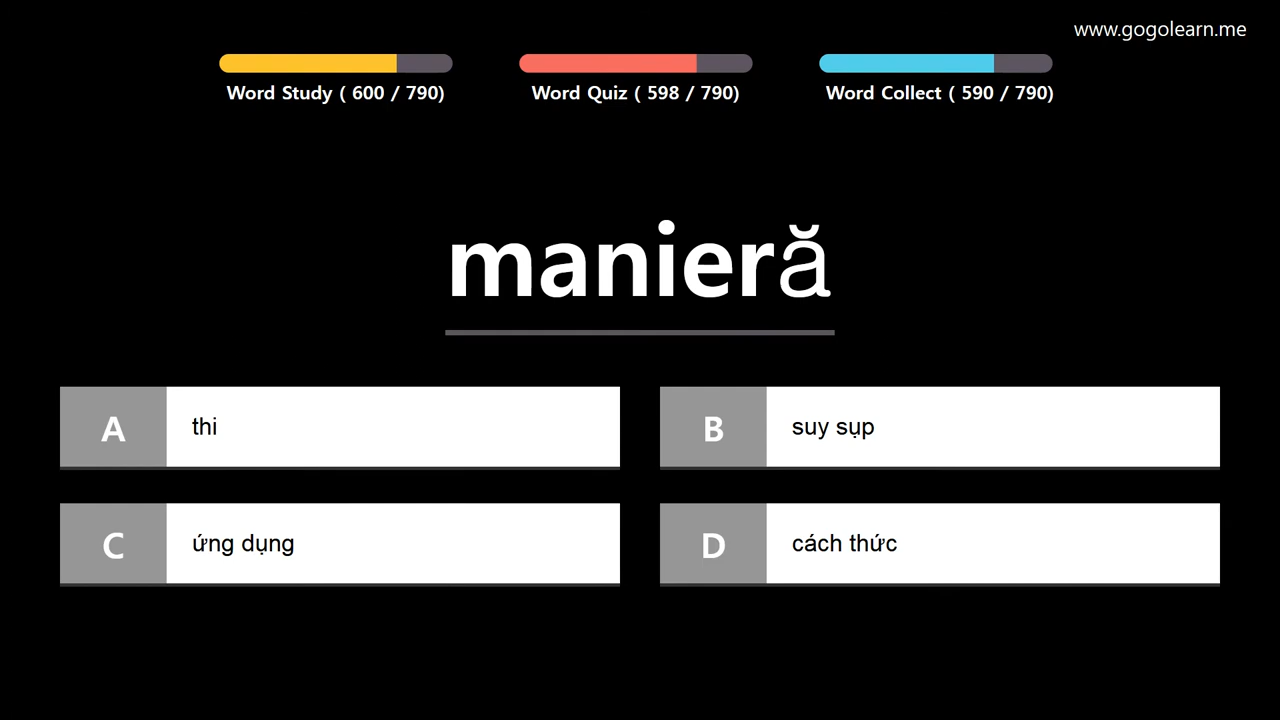 www.gogolearn.me
Word Study ( 600 / 790)
Word Quiz ( 598 / 790)
Word Collect ( 590 / 790)
manieră
A thi
B suy sụp
C ứng dụng
D cách thức